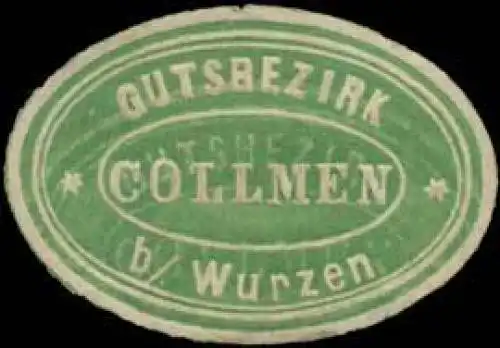 GUTSBEZIRK
COLLMEN
b/ Wurzen